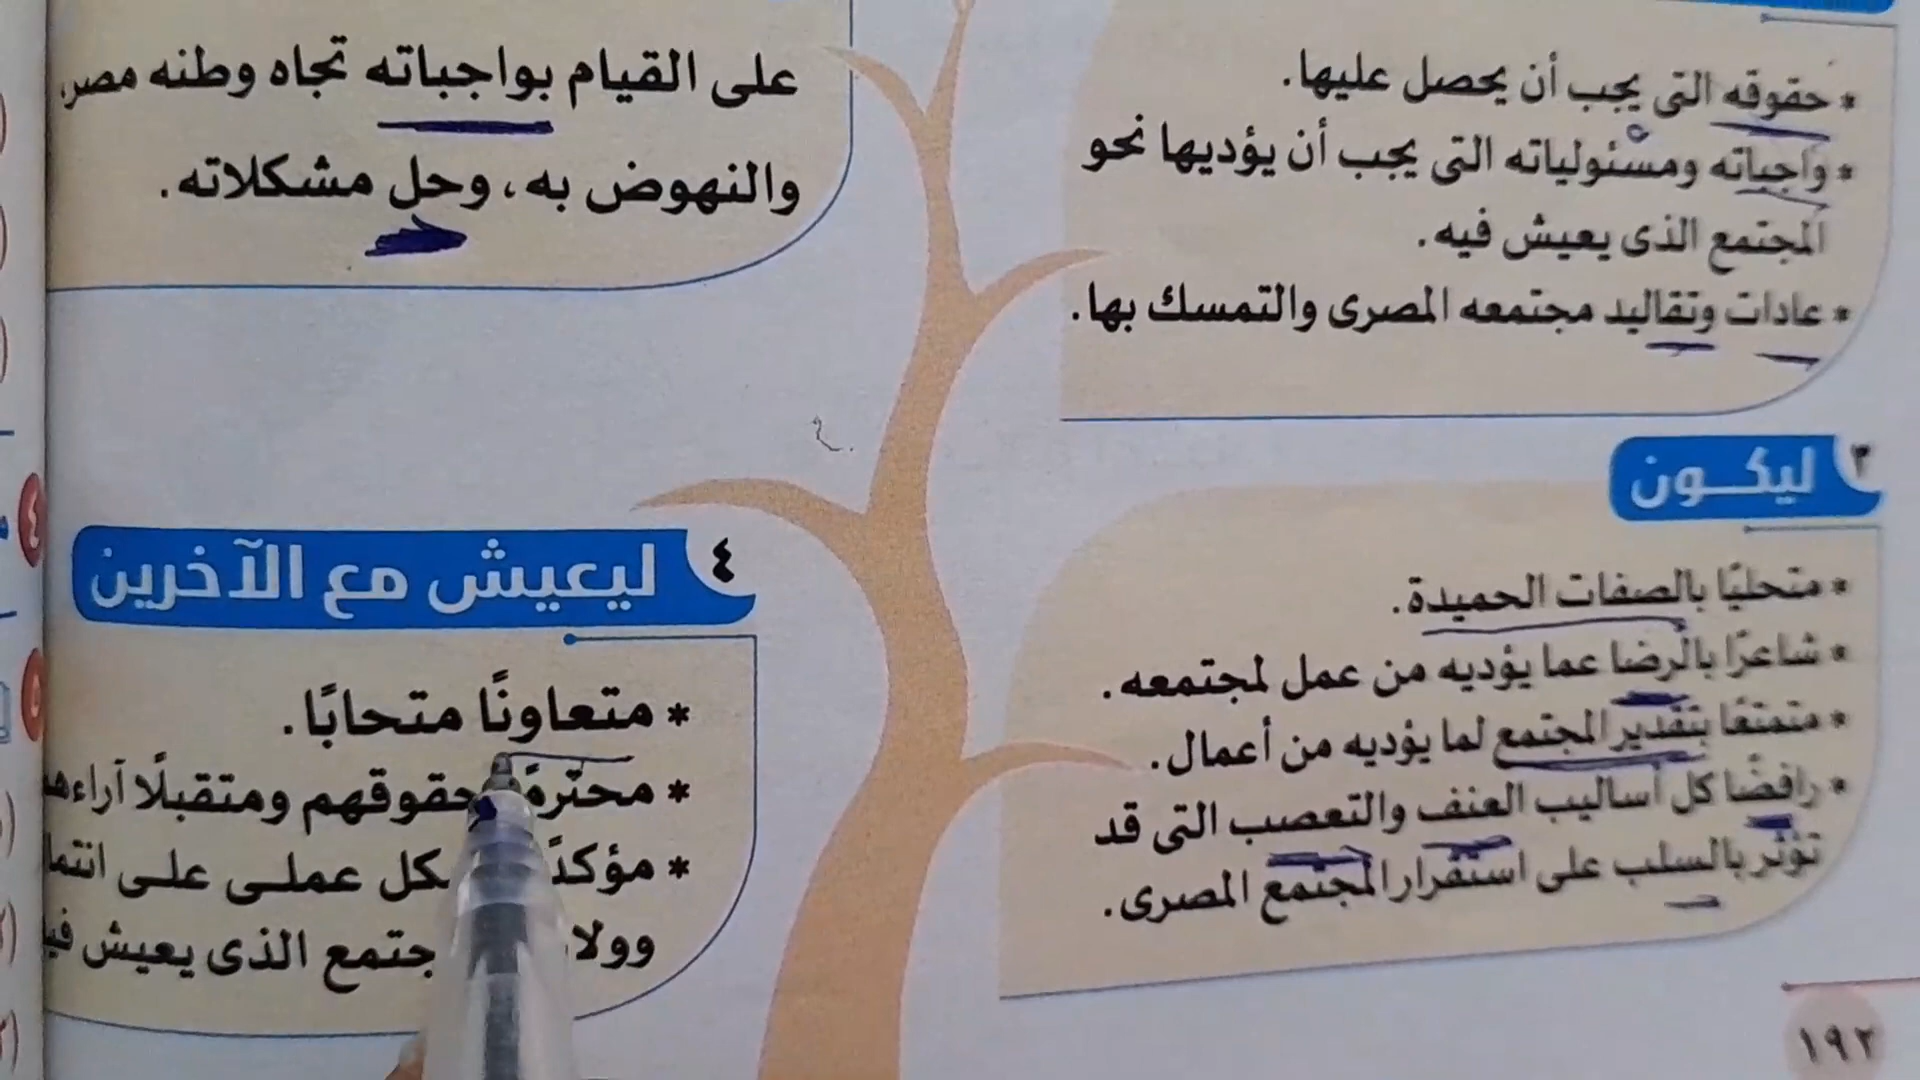 * حقوقه التى يجب أن يحصل عليها.
* واجباته ومسئولياته التى يجب أن يؤديها نحو
المجتمع الذى يعيش فيه.
* عادات وتقاليد مجتمعه المصرى والتمسك بها.
على القيام بواجباته تجاه وطنه مصر،
والنهوض به، وحل مشكلاته.
٣ ليكون
* متحليًا بالصفات الحميدة.
* شاعرًا بالرضا عما يؤديه من عمل لمجتمعه.
* متمتعًا بتقدير المجتمع لما يؤديه من أعمال.
* رافضًا كل أساليب العنف والتعصب التى قد
تؤثر بالسلب على استقرار المجتمع المصرى.
٤ ليعيش مع الآخرين
* متعاونًا متحابًا.
* محترمًا حقوقهم ومتقبلًا
* عملى على
الذى يعيش
١٩٢